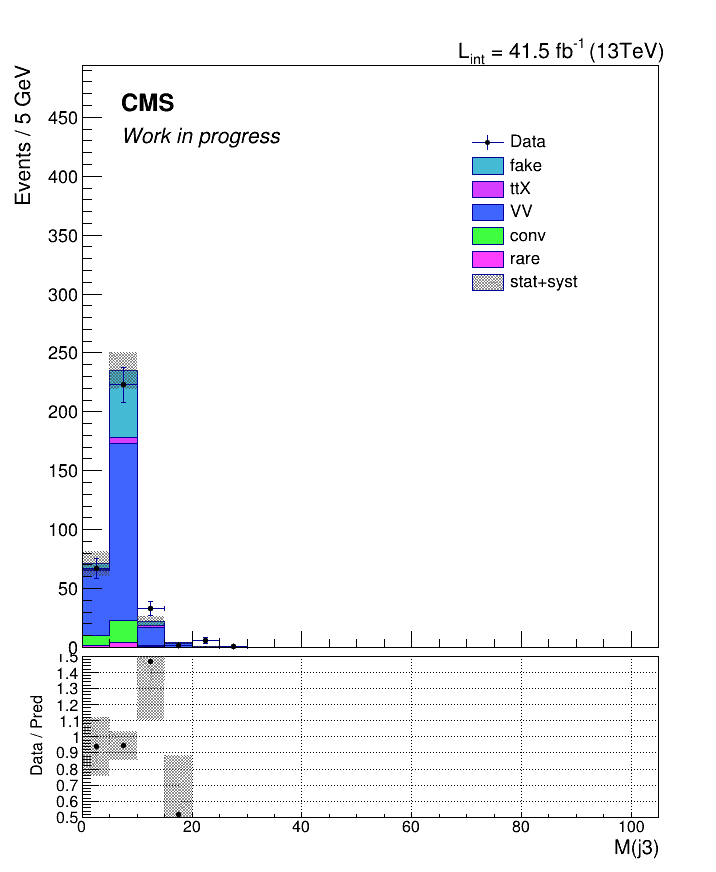 L_int = 41.5 fb^-1 (13TeV)
Events / 5 GeV
CMS
Work in progress
450
400
350
300
250
200
150
100
50
0
Data
fake
ttX
VV
conv
rare
stat+syst
Data / Pred
1.5
1.4
1.3
1.2
1.1
1
0.9
0.8
0.7
0.6
0.5
0 20 40 60 80 100
M(j3)